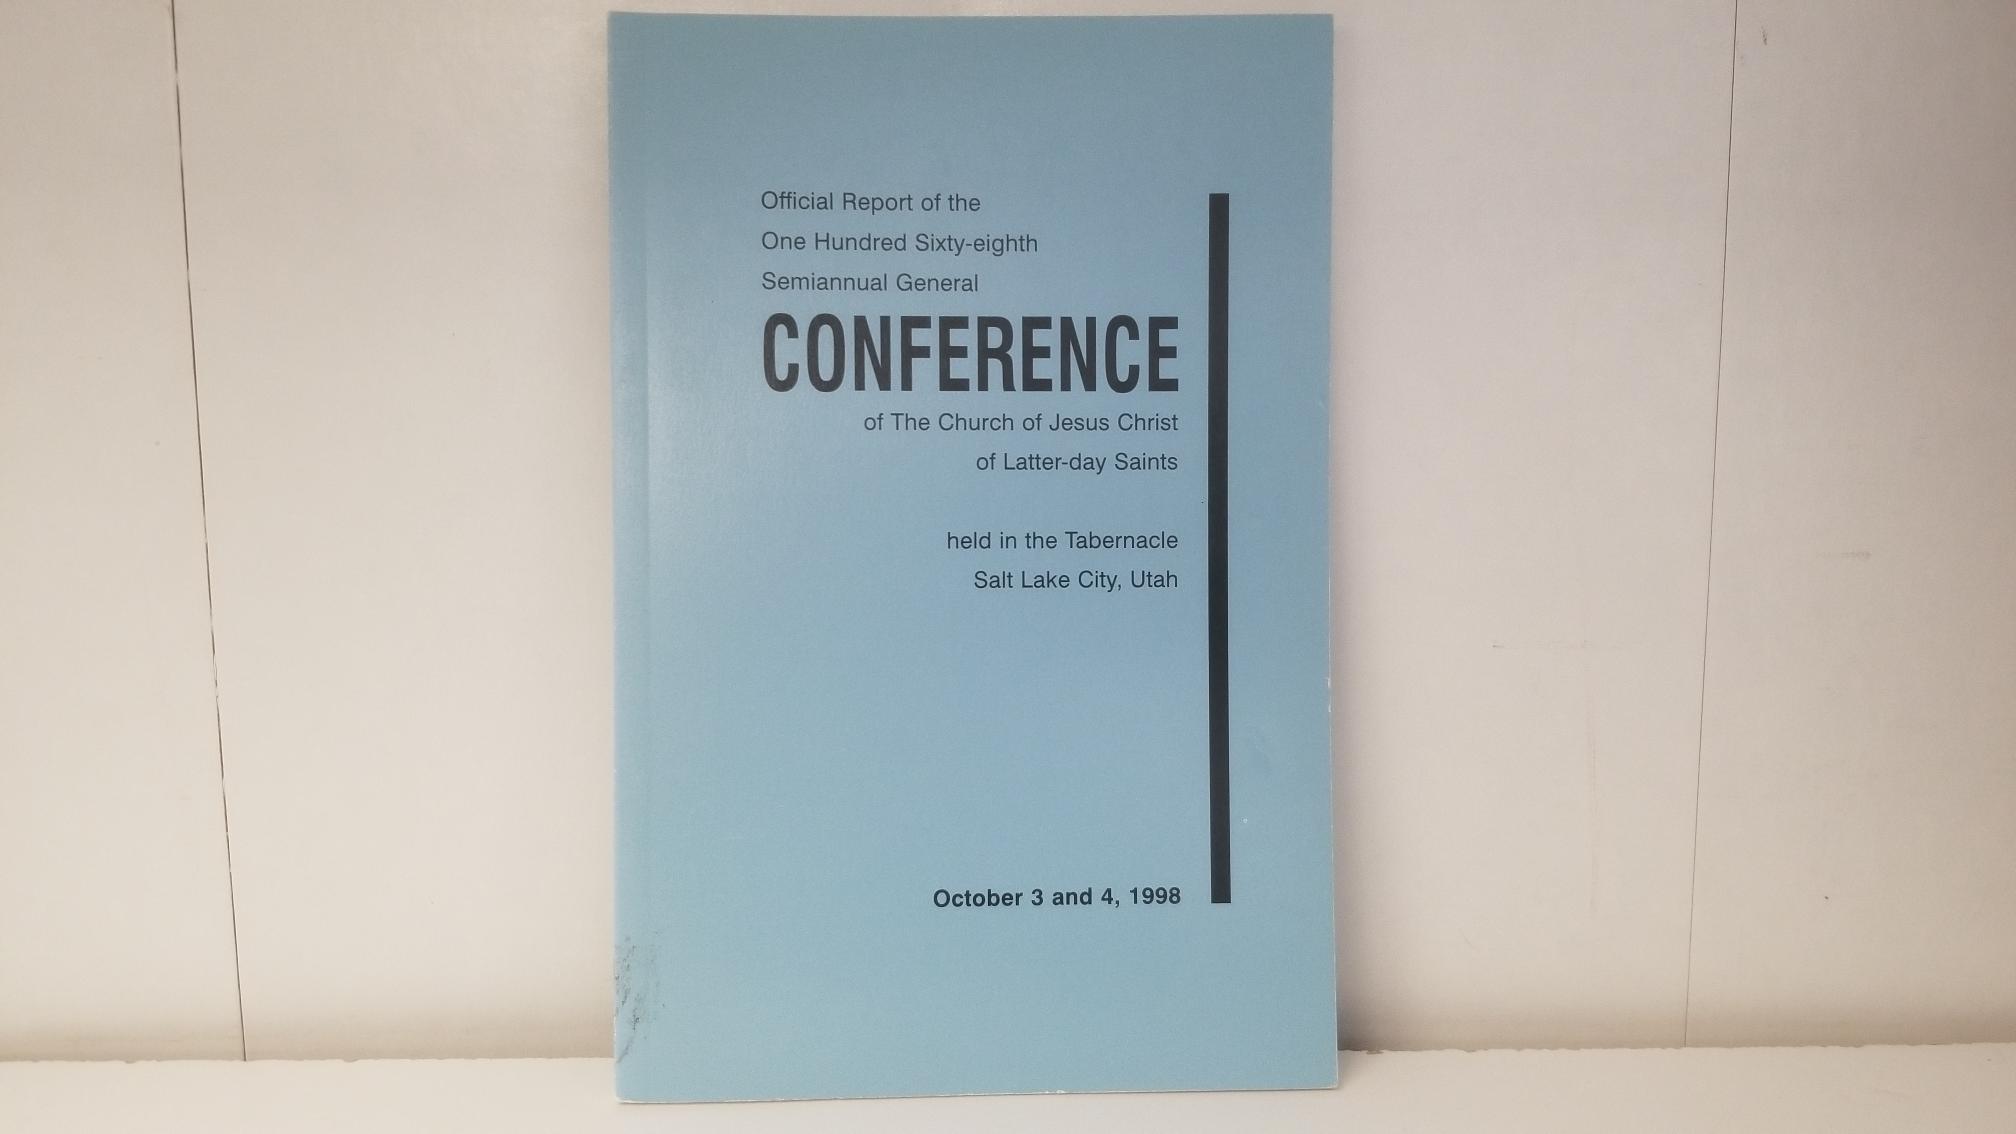 Official Report of the
One Hundred Sixty-eighth
Semiannual General
CONFERENCE
of The Church of Jesus Christ
of Latter-day Saints
held in the Tabernacle
Salt Lake City, Utah
October 3 and 4, 1998